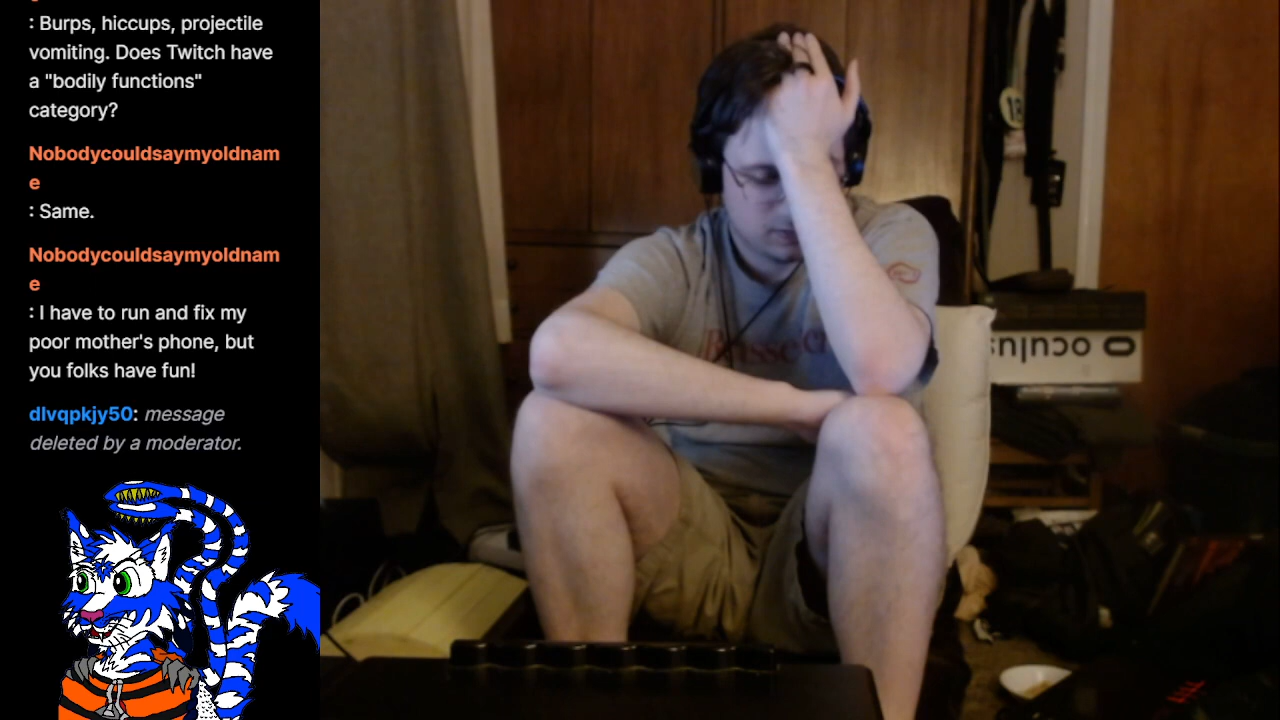 : Burps, hiccups, projectile
vomiting. Does Twitch have
a "bodily functions"
category?
Nobodycouldsaymyoldnam
e
: Same.
Nobodycouldsaymyoldnam
e
: I have to run and fix my
poor mother's phone, but
you folks have fun!
dlvqpkjy50: message
deleted by a moderator.
18
oculus